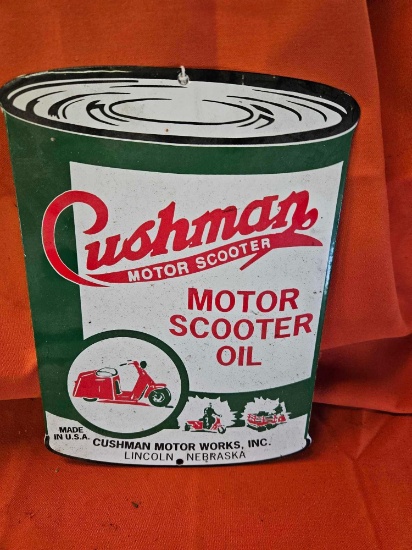 Cushman
MOTOR SCOOTER
MOTOR
SCOOTER
OIL
MADE
IN U.S.A.
CUSHMAN MOTOR WORKS, INC.
LINCOLN, NEBRASKA